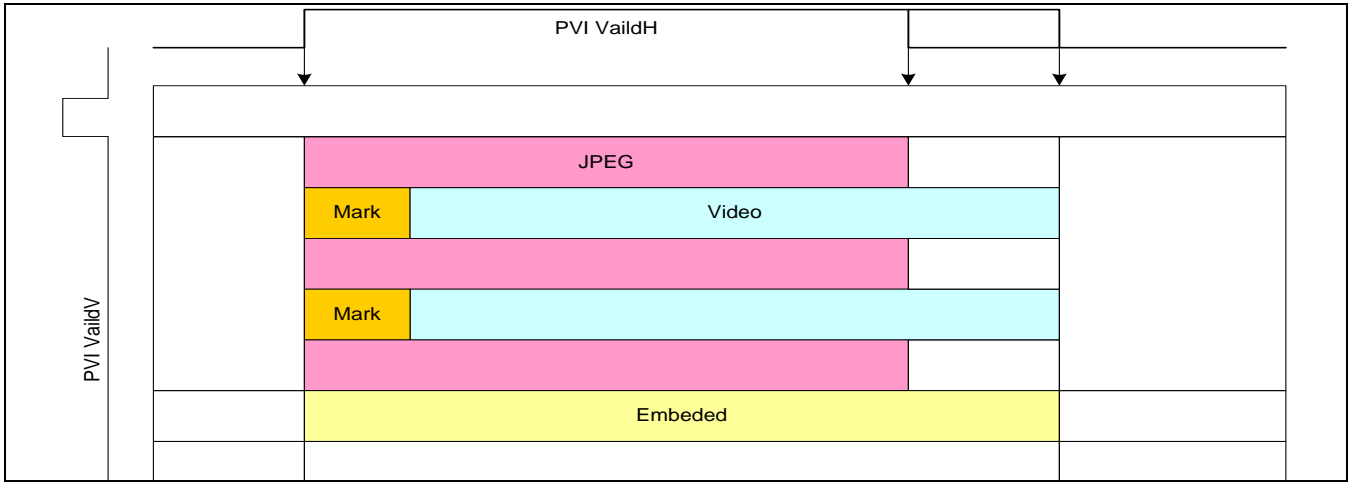 PVI VaildH
JPEG
Mark Video
Mark
PVI VaildV
Embeded